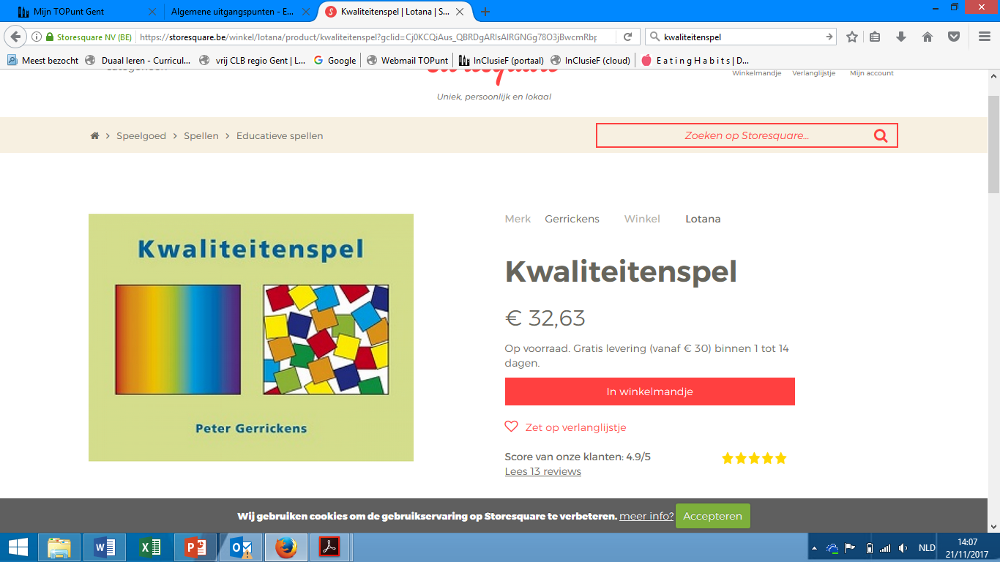 Mijn TOPunt Gent
Algemene uitgangspunten - E...
Kwaliteitenspel | Lotana | S...
Storesquare NV (BE)
https://storesquare.be/winkel/lotana/product/kwaliteitenspel?gclid=Cj0KCQiAus_QBRDgARIsAIRGNGg78O3jBwcmRbp
kwaliteitenspel
Meest bezocht
Duaal leren - Curricul...
vrij CLB regio Gent | L...
Google
Webmail TOPunt
InClusieF (portaal)
InClusieF (cloud)
E a t i n g H a b i t s | D...
Winkelmandje
Verlanglijstje
Mijn account
Uniek, persoonlijk en lokaal
Speelgoed > Spellen > Educatieve spellen
Zoeken op Storesquare...
Kwaliteitenspel
Peter Gerrickens
Merk Gerrickens Winkel Lotana
Kwaliteitenspel
€ 32,63
Op voorraad. Gratis levering (vanaf € 30) binnen 1 tot 14
dagen.
In winkelmandje
Zet op verlanglijstje
Score van onze klanten: 4.9/5
Lees 13 reviews
Wij gebruiken cookies om de gebruikservaring op Storesquare te verbeteren. meer info? Accepteren
NLD
14:07
21/11/2017